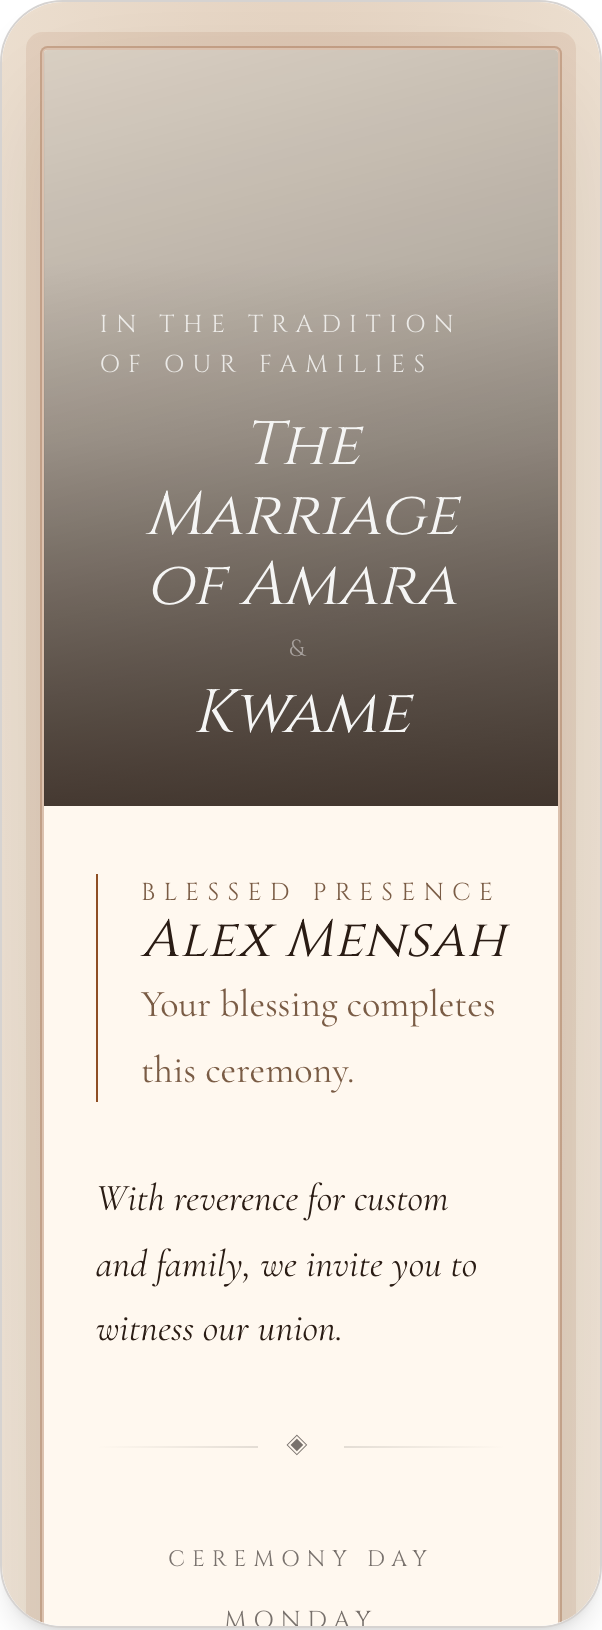 IN THE TRADITION
OF OUR FAMILIES
THE
MARRIAGE
OF AMARA
&
KWAME
BLESSED PRESENCE
ALEX MENSAH
Your blessing completes
this ceremony.
With reverence for custom
and family, we invite you to
witness our union.
CEREMONY DAY
MONDAY